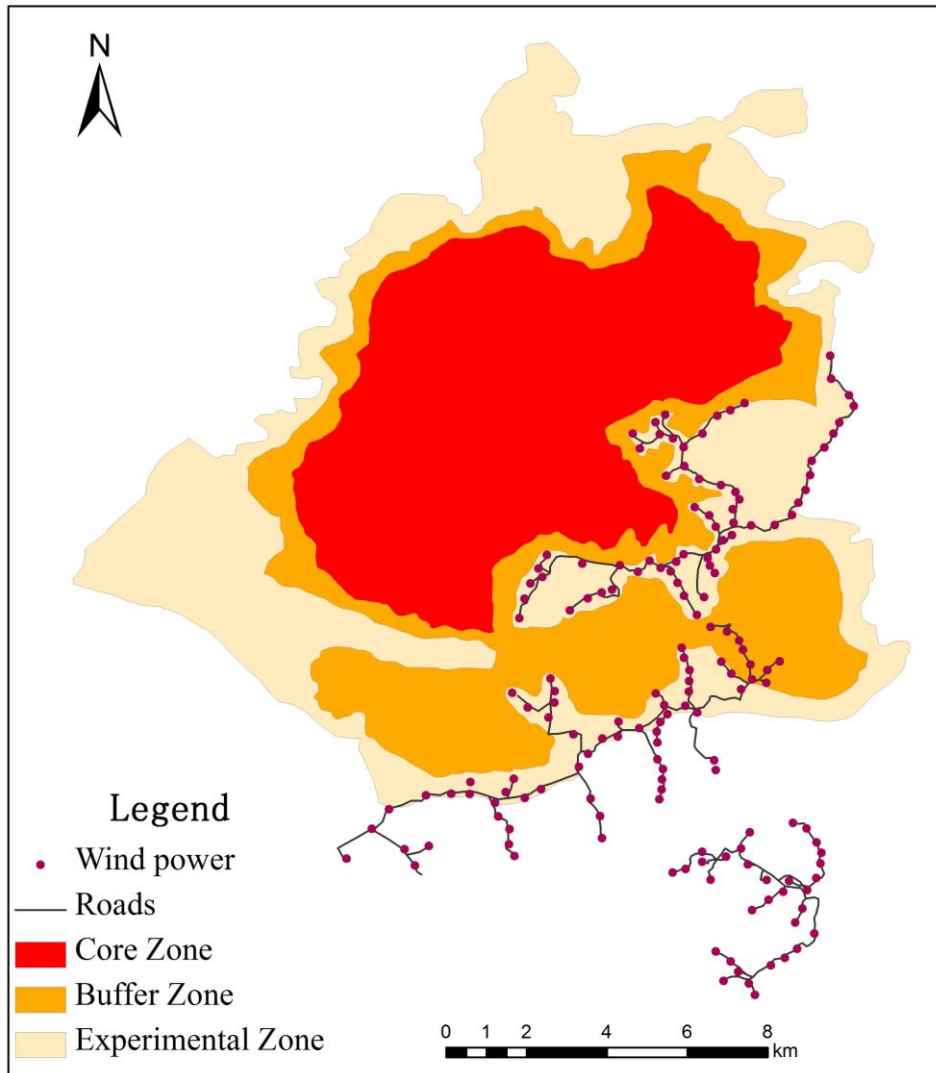 N
Legend
Wind power
Roads
Core Zone
Buffer Zone
Experimental Zone
0 1 2 4 6 8
km